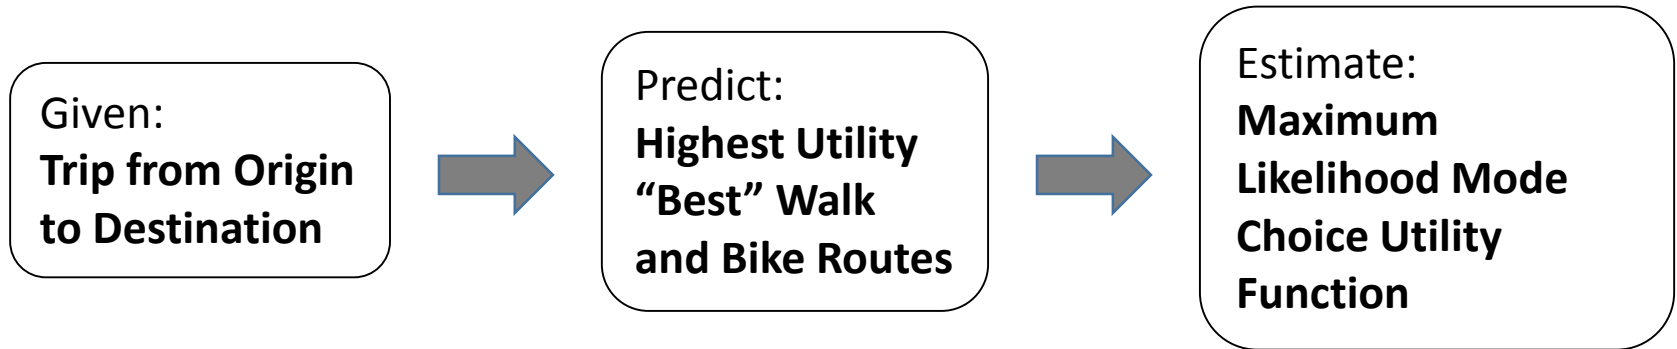 Given:
Trip from Origin
to Destination
Predict:
Highest Utility
“Best” Walk
and Bike Routes
Estimate:
Maximum
Likelihood Mode
Choice Utility
Function